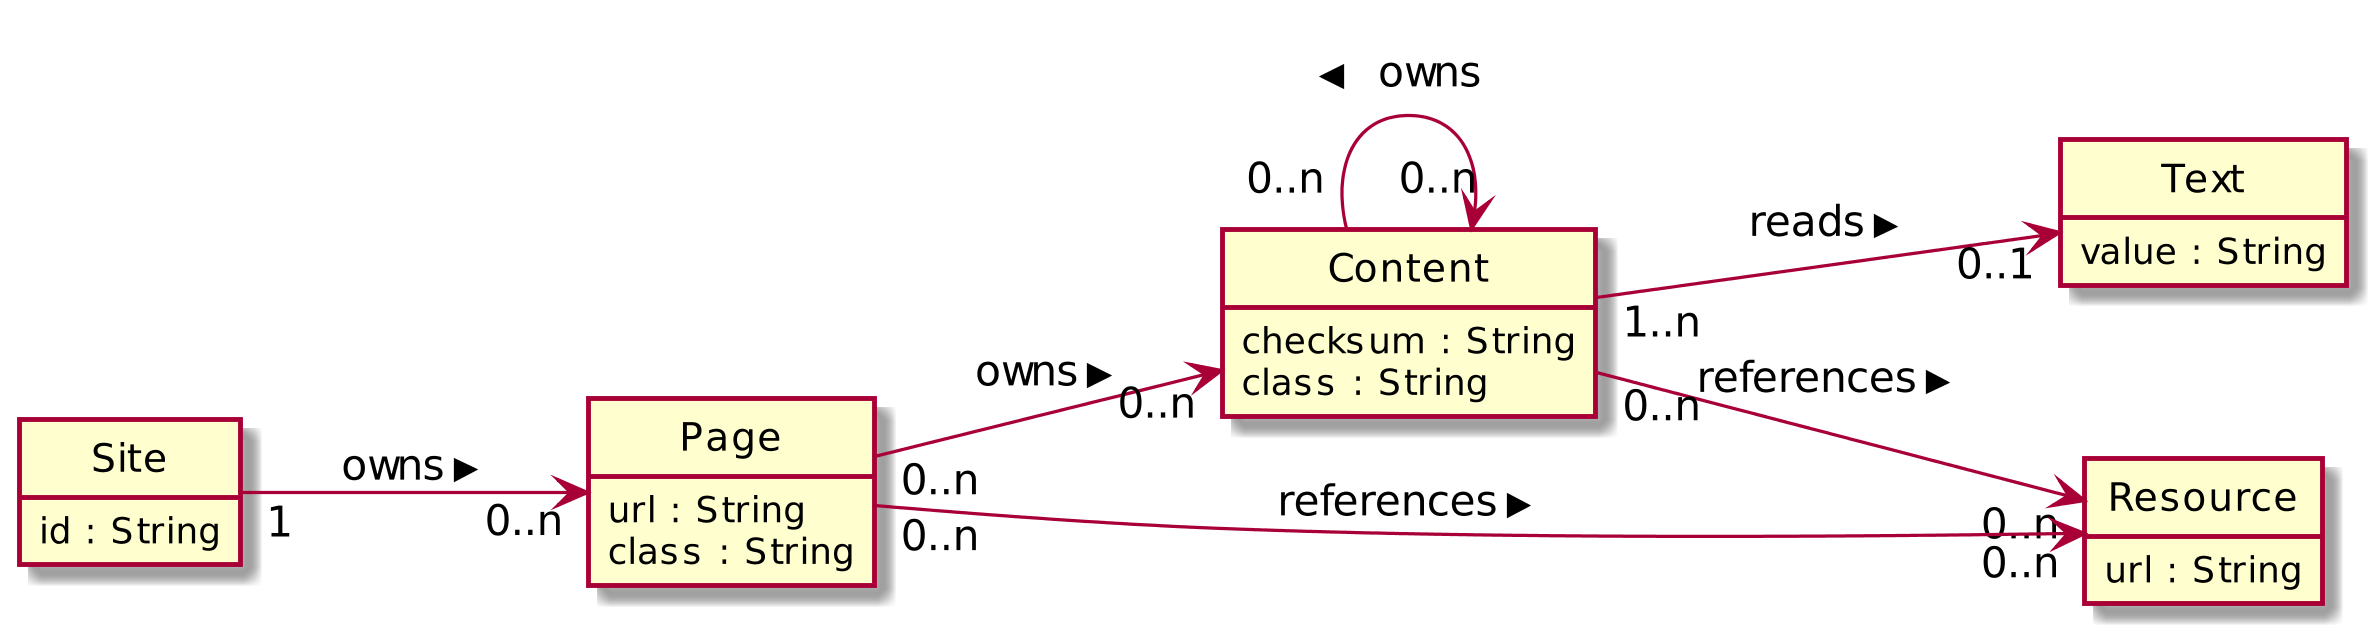 ◀ owns
0..n
0..n
Text
value : String
reads ▶
0..1
Content
checksum : String
class : String
1..n
references ▶
0..n
owns ▶
0..n
Site
id : String
owns ▶
1
0..n
Page
url : String
class : String
0..n
0..n
references ▶
0..n
0..n
Resource
url : String